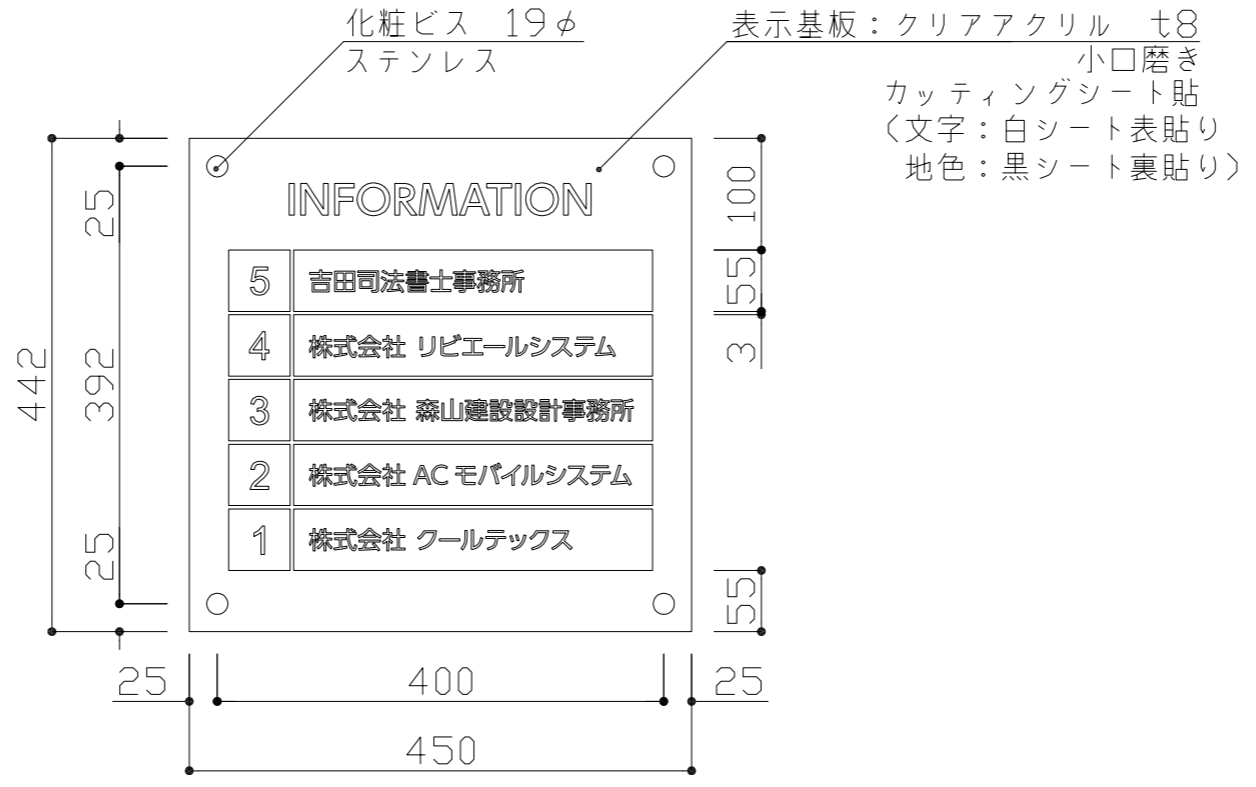 化粧ビス 19φ
ステンレス
表示基板：クリアアクリル t8
小口磨き
カッティングシート貼
（文字：白シート表貼り
地色：黒シート裏貼り）
INFORMATION
5 吉田司法書士事務所
4 株式会社 リビエールシステム
3 株式会社 森山建設設計事務所
2 株式会社 AC モバイルシステム
1 株式会社 クールテックス
442
25
392
25
100
55
3
55
25
400
25
450